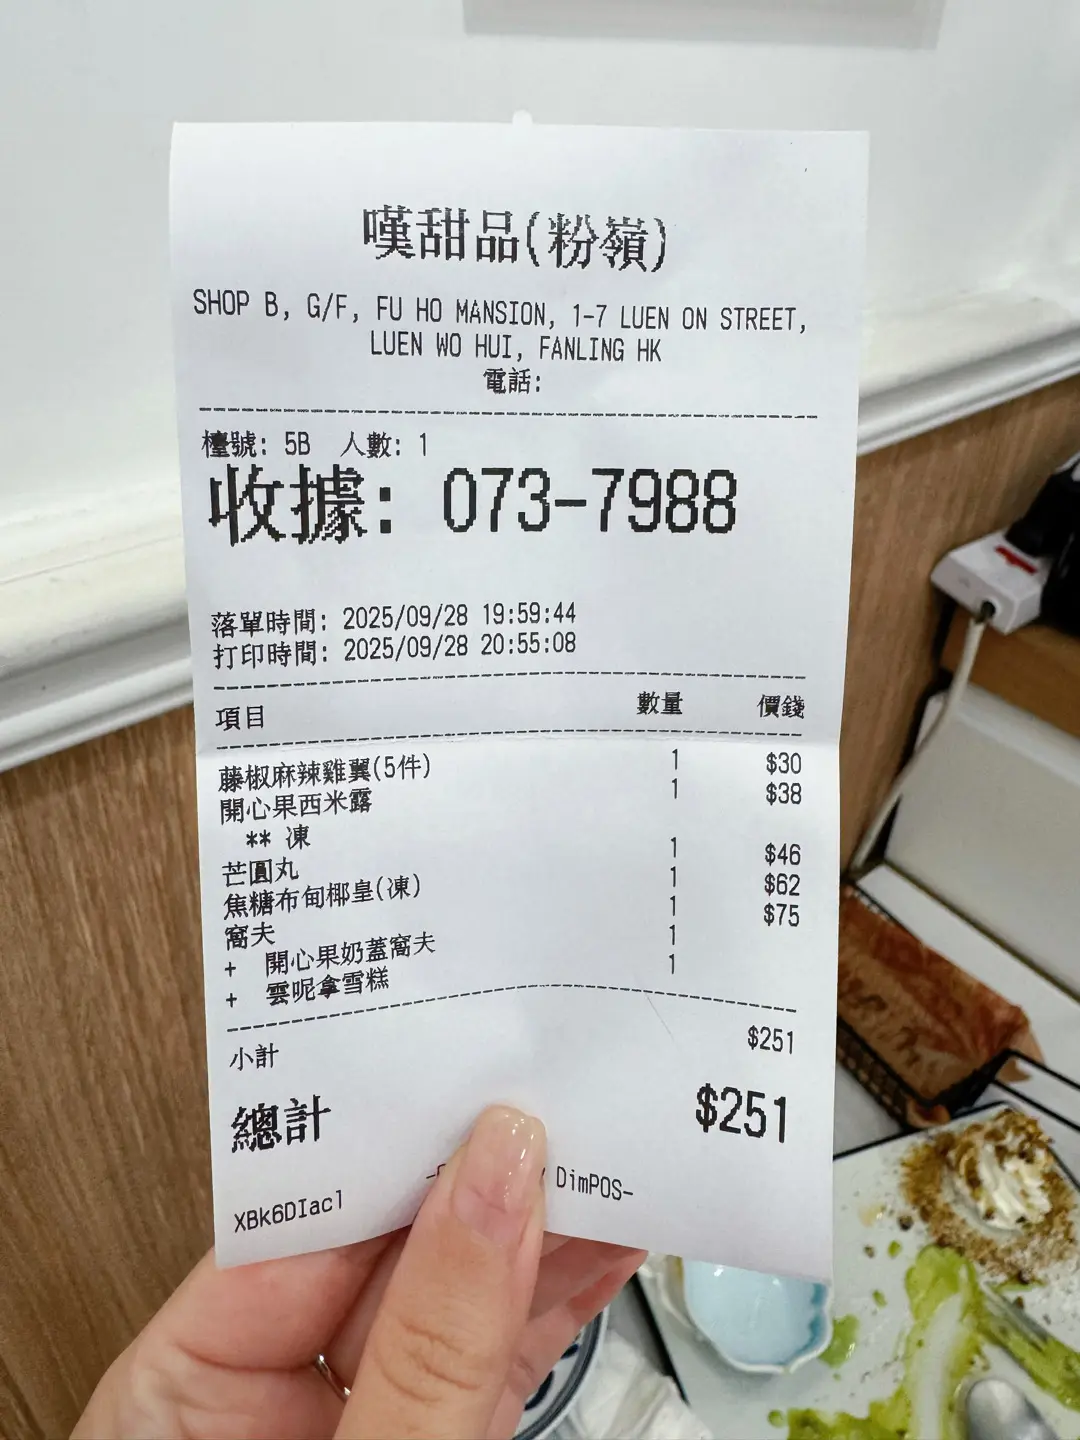 嘆甜品(粉嶺)
SHOP B, G/F, FU HO MANSION, 1-7 LUEN ON STREET,
LUEN WO HUI, FANLING HK
電話:
檯號: 5B 人數: 1
收據: 073-7988
落單時間: 2025/09/28 19:59:44
打印時間: 2025/09/28 20:55:08
項目 數量 價錢
藤椒麻辣雞翼(5件) 1 $30
開心果西米露 1 $38
** 凍
芒圓丸 1 $46
焦糖布甸椰皇(凍) 1 $62
窩夫 1 $75
+ 開心果奶蓋窩夫 1
+ 雲呢拿雪糕 1
小計 $251
總計 $251
DimPOS-
XBk6DIacl